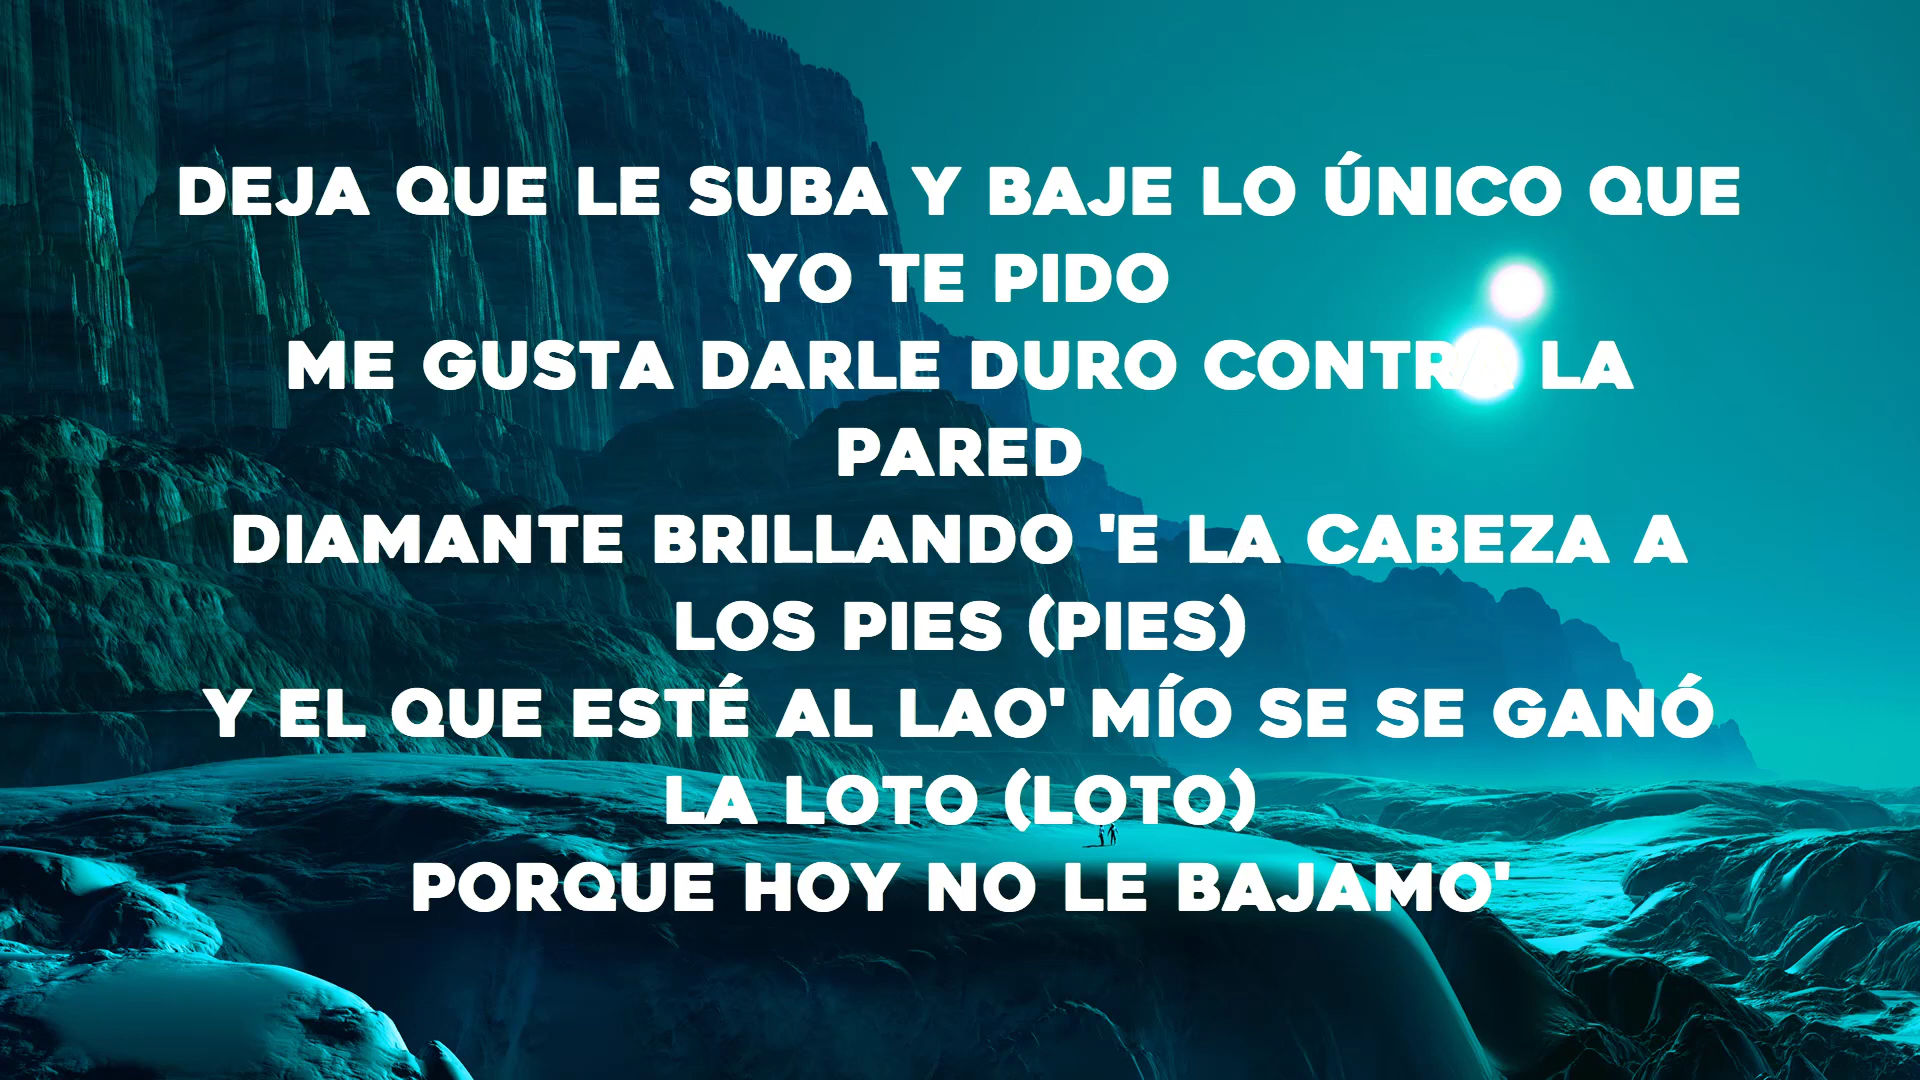 DEJA QUE LE SUBA Y BAJE LO ÚNICO QUE
YO TE PIDO
ME GUSTA DARLE DURO CONTRA LA
PARED
DIAMANTE BRILLANDO 'E LA CABEZA A
LOS PIES (PIES)
Y EL QUE ESTÉ AL LAO' MÍO SE SE GANÓ
LA LOTO (LOTO)
PORQUE HOY NO LE BAJAMO'